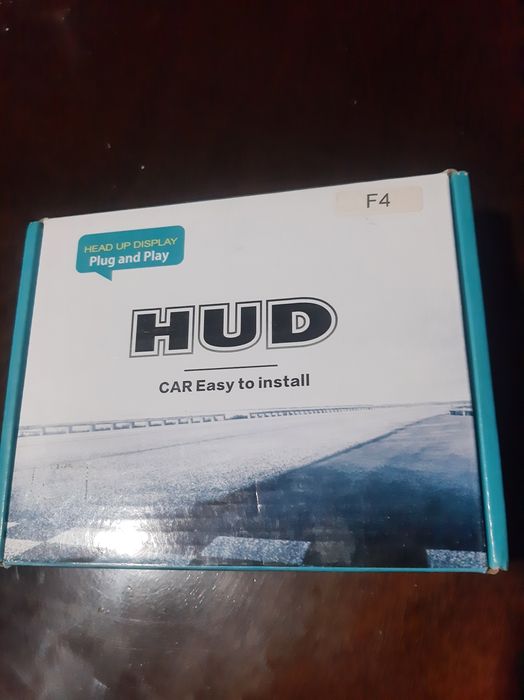 F4
HEAD UP DISPLAY
Plug and Play
HUD
CAR Easy to install